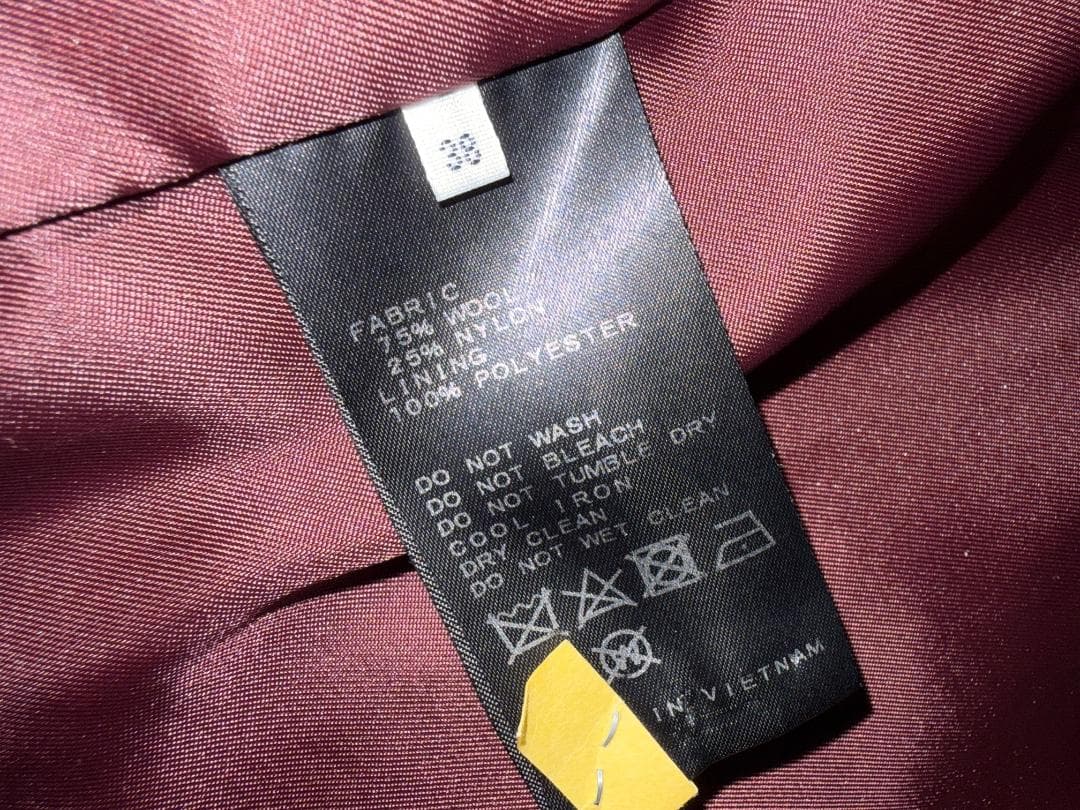 38
FABRIC
75% WOOL
25% NYLON
LINING
100% POLYESTER
DO NOT WASH
DO NOT BLEACH
DO NOT TUMBLE DRY
COOL IRON
DRY CLEAN
DO NOT WET CLEAN
W
IN VIETNAM